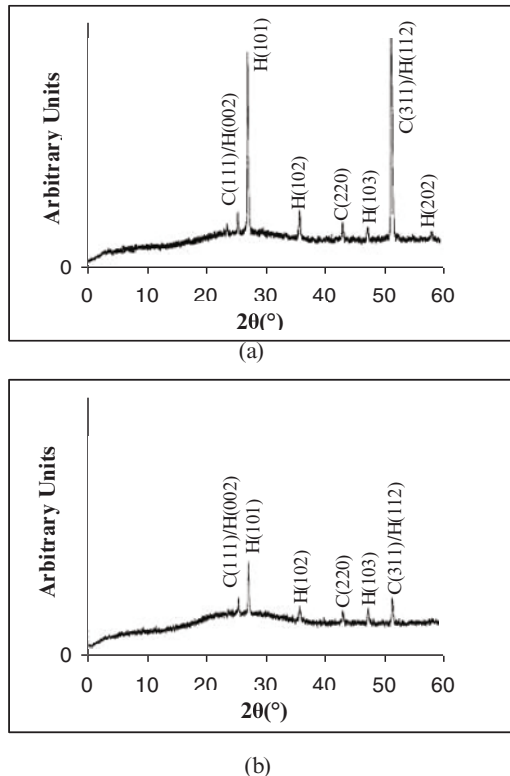 Arbitrary Units
C(111)/H(002)
H(101)
H(102)
C(220)
H(103)
C(311)/H(112)
H(202)
0
0 10 20 30 40 50 60
2θ(°)
(a)
Arbitrary Units
C(111)/H(002)
H(101)
H(102)
C(220)
H(103)
C(311)/H(112)
0
0 10 20 30 40 50 60
2θ(°)
(b)